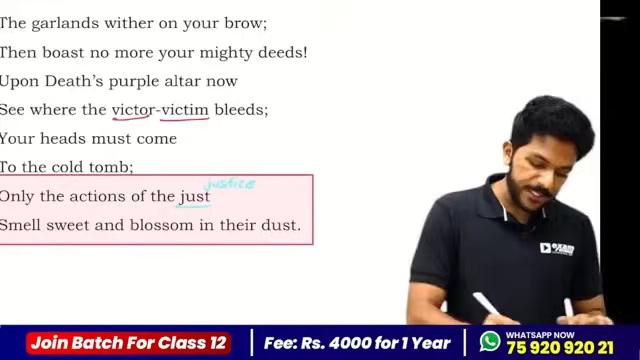 The garlands wither on your brow;
Then boast no more your mighty deeds!
Upon Death's purple altar now
See where the victor-victim bleeds;
Your heads must come
To the cold tomb;
justice
Only the actions of the just
Smell sweet and blossom in their dust.
exam
Join Batch For Class 12
Fee: Rs. 4000 for 1 Year
WHATSAPP NOW
75 920 920 21